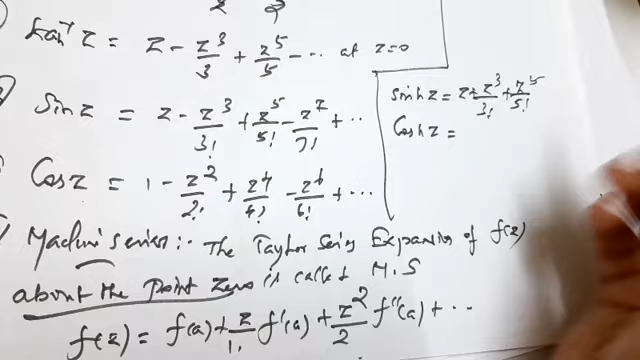 tan⁻¹ z = z - z³/3 + z⁵/5 - ... at z=0
Sin z = z - z³/3! + z⁵/5! - z⁷/7! + ...
Cos z = 1 - z²/2! + z⁴/4! - z⁶/6! + ...
sinh z = z + z³/3! + z⁵/5!
Cosh z =
series:- The Taylor Series Expansion of f(z)
about the point zero is called M.S
f(z) = f(a) + z/1! f'(a) + z²/2 f''(a) + ...